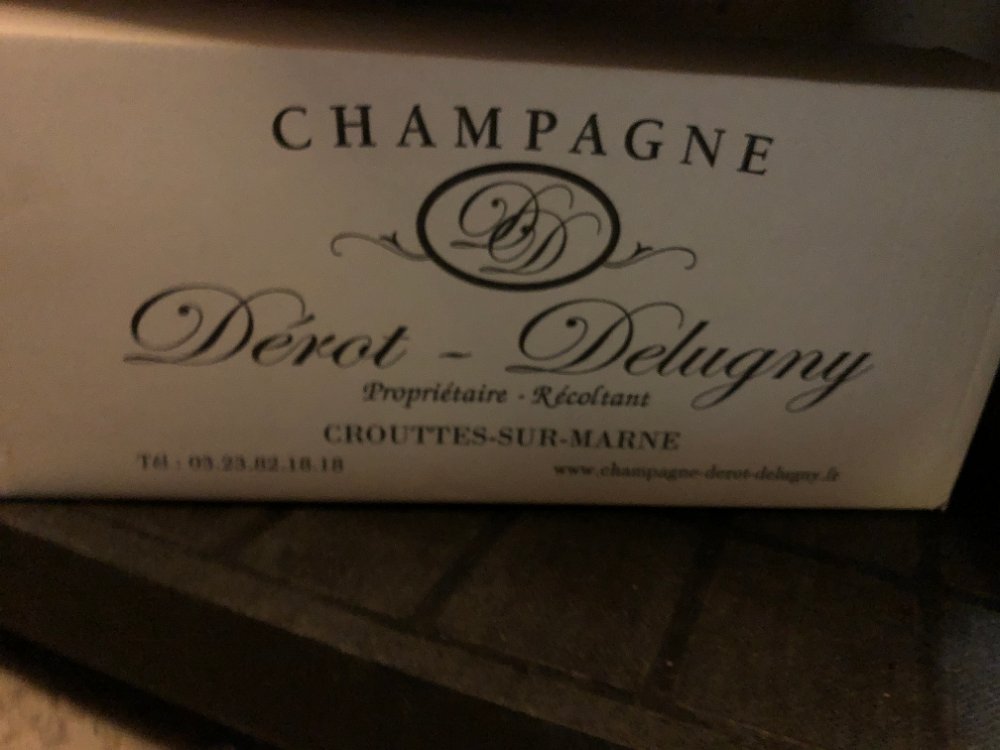 CHAMPAGNE
DD
Dérot - Delugny
Propriétaire - Récoltant
CROUTTES-SUR-MARNE
Tél : 03.23.82.18.18
www.champagne-derot-delugny.fr